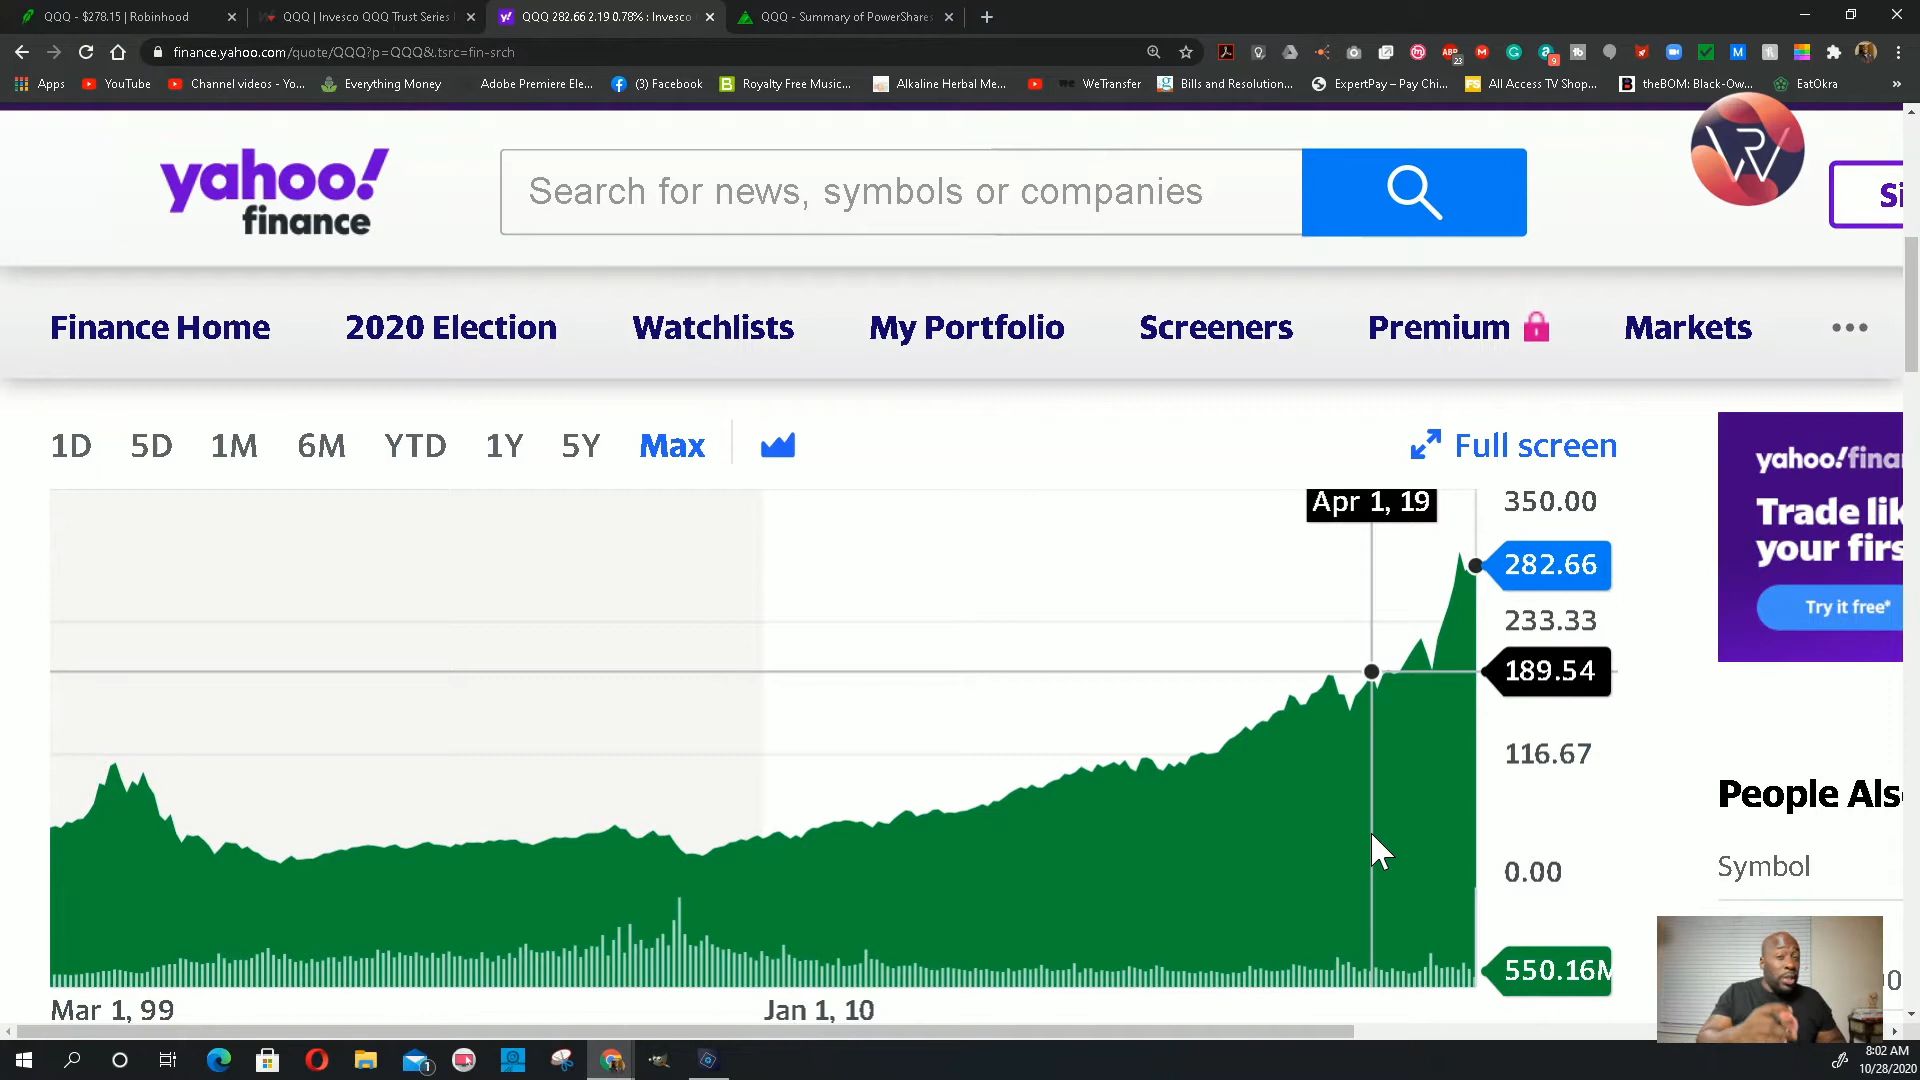 QQQ - $278.15 | Robinhood
QQQ | Invesco QQQ Trust Series
QQQ 282.66 2.19 0.78% : Invesco
QQQ - Summary of PowerShares
finance.yahoo.com/quote/QQQ?p=QQQ&.tsrc=fin-srch
Apps
YouTube
Channel videos - Yo...
Everything Money
Adobe Premiere Ele...
(3) Facebook
Royalty Free Music...
Alkaline Herbal Me...
WeTransfer
Bills and Resolution...
ExpertPay – Pay Chi...
All Access TV Shop...
theBOM: Black-Ow...
EatOkra
yahoo!
finance
Search for news, symbols or companies
Si
Finance Home
2020 Election
Watchlists
My Portfolio
Screeners
Premium
Markets
1D 5D 1M 6M YTD 1Y 5Y Max
Full screen
Apr 1, 19
350.00
282.66
233.33
189.54
116.67
0.00
550.16M
Mar 1, 99
Jan 1, 10
yahoo!finan
Trade lik
your firs
Try it free*
People Als
Symbol
8:02 AM
10/28/2020